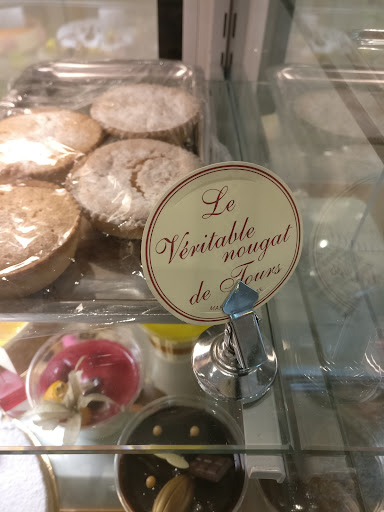 Le
Véritable
nougat
de Tours